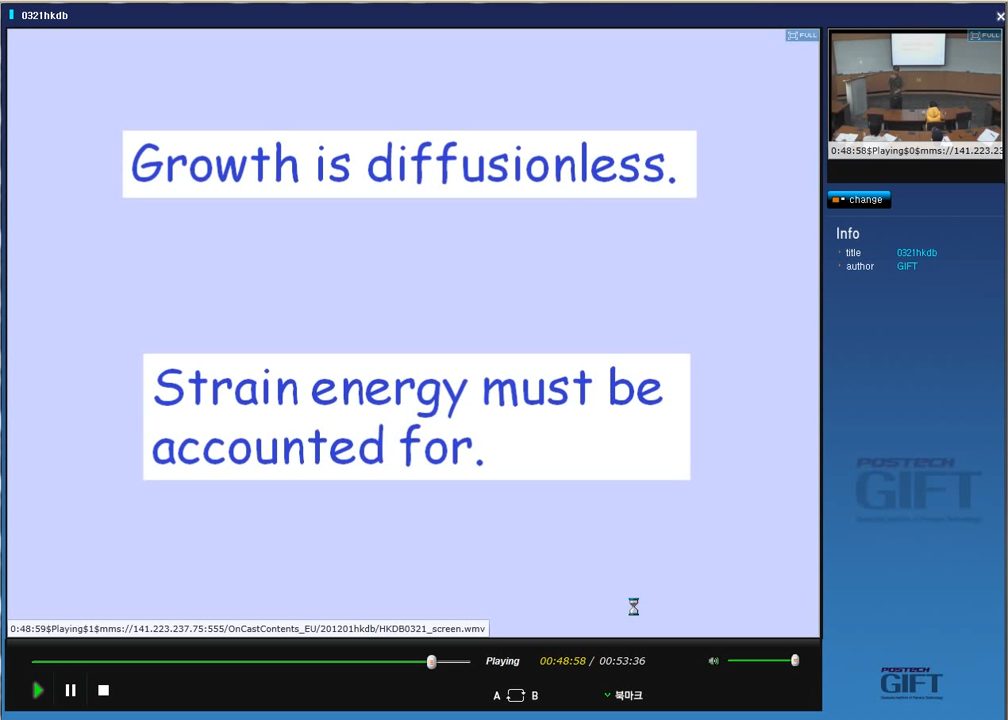 0321hkdb
FULL
Growth is diffusionless.
Strain energy must be
accounted for.
0:48:59$Playing$1$mms://141.223.237.75:555/OnCastContents_EU/201201hkdb/HKDB0321_screen.wmv
Playing
00:48:58 / 00:53:36
A B
북마크
FULL
0:48:58$Playing$0$mms://141.223.23
change
Info
title 0321hkdb
author GIFT
POSTECH
GIFT
POSTECH
GIFT